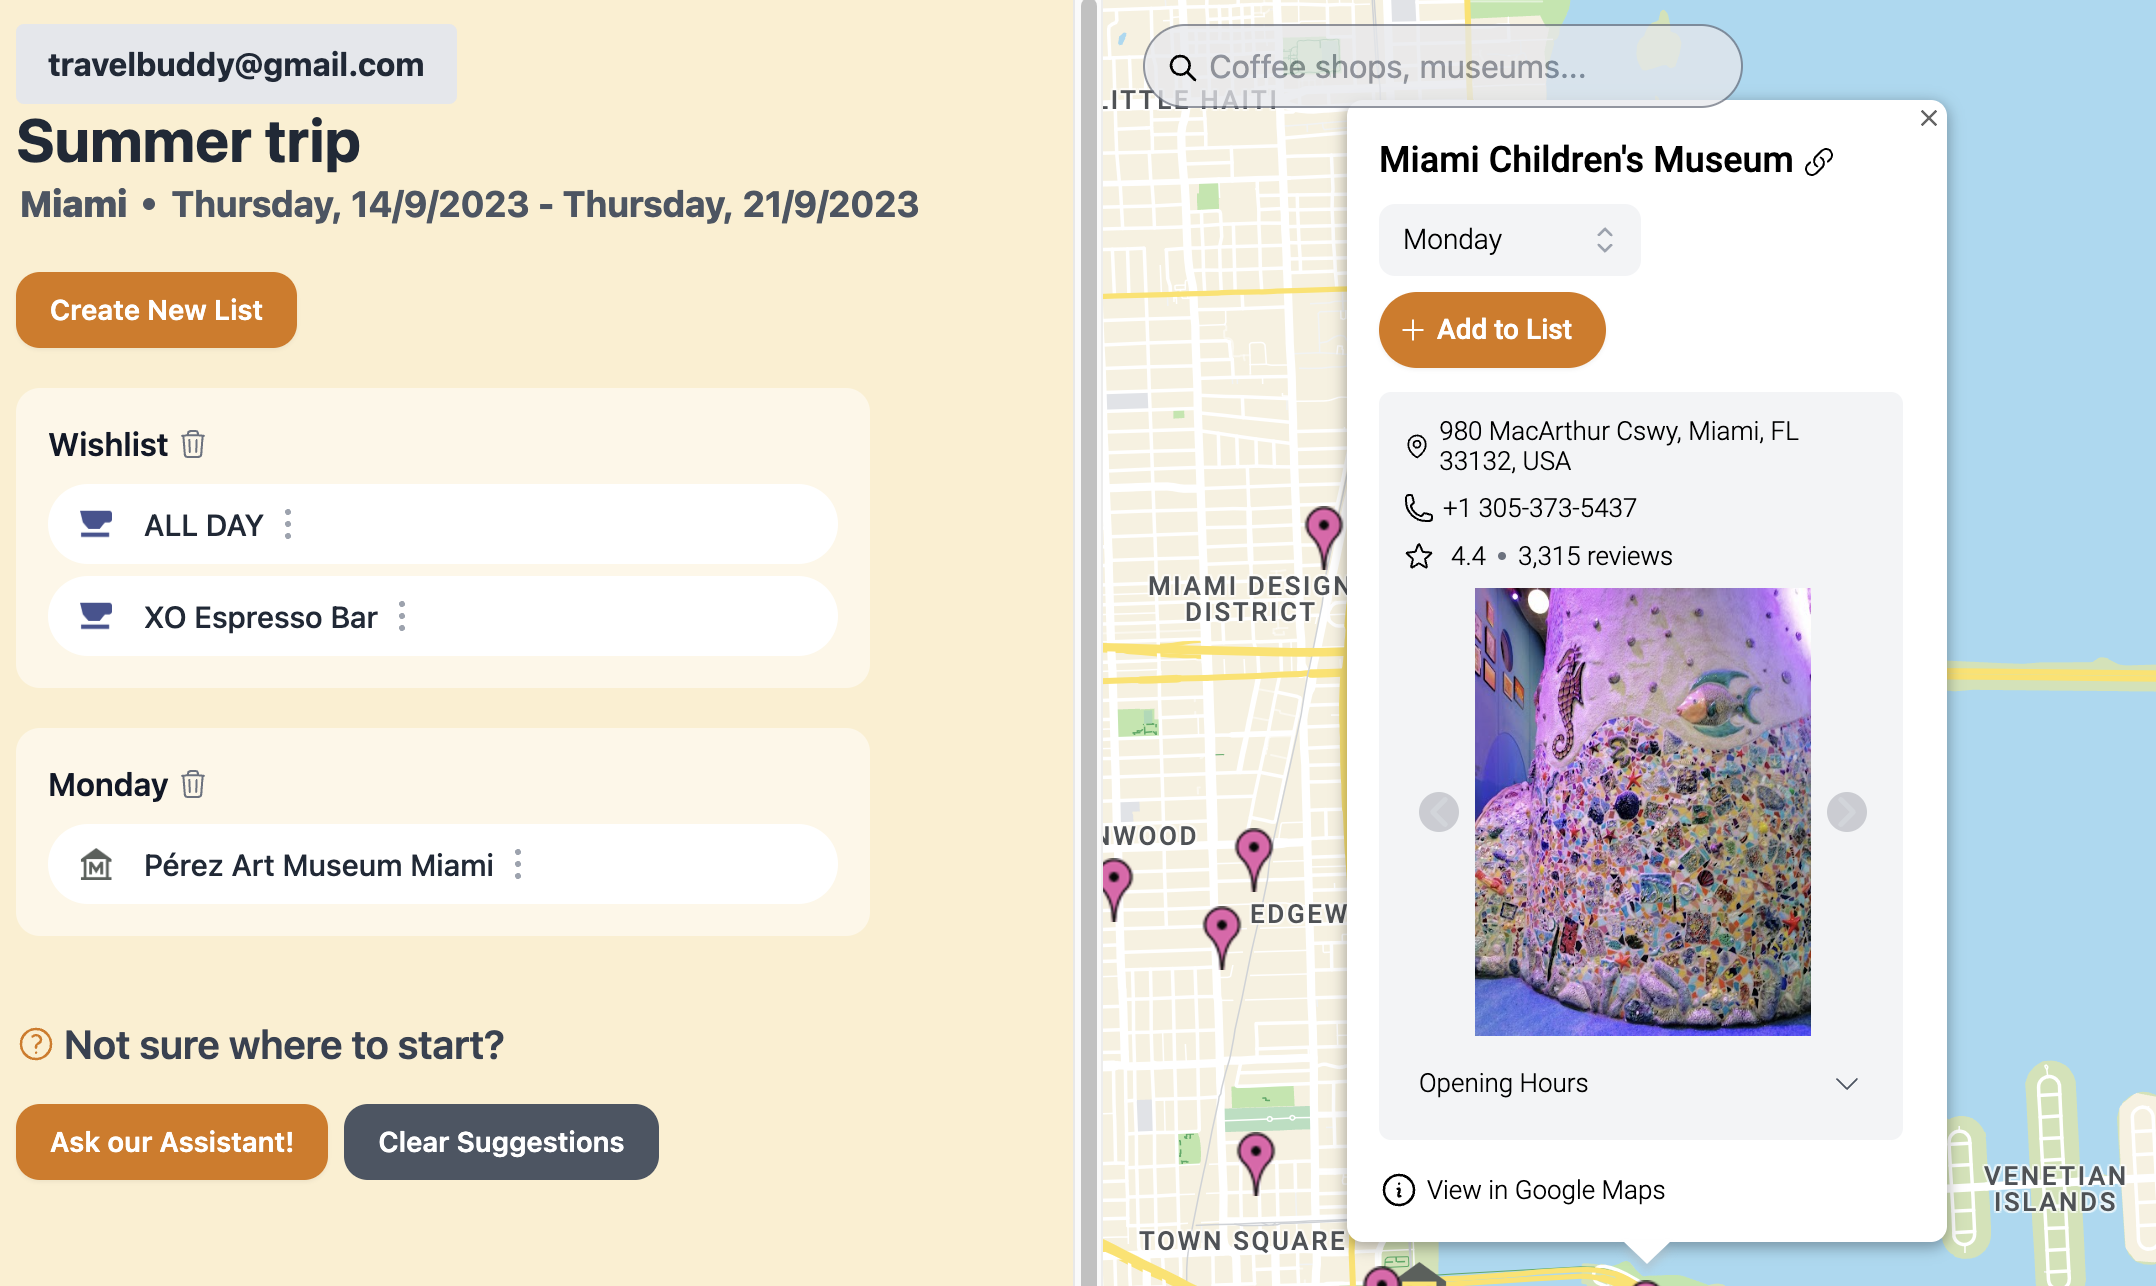 travelbuddy@gmail.com
Summer trip
Miami • Thursday, 14/9/2023 - Thursday, 21/9/2023
Create New List
Wishlist
ALL DAY
XO Espresso Bar
Monday
Pérez Art Museum Miami
Not sure where to start?
Ask our Assistant!
Clear Suggestions
Coffee shops, museums...
LITTLE HAITI
Miami Children's Museum
Monday
+ Add to List
980 MacArthur Cswy, Miami, FL
33132, USA
+1 305-373-5437
4.4 • 3,315 reviews
Opening Hours
View in Google Maps
MIAMI DESIGN
DISTRICT
NWOOD
EDGEW
TOWN SQUARE
VENETIAN
ISLANDS